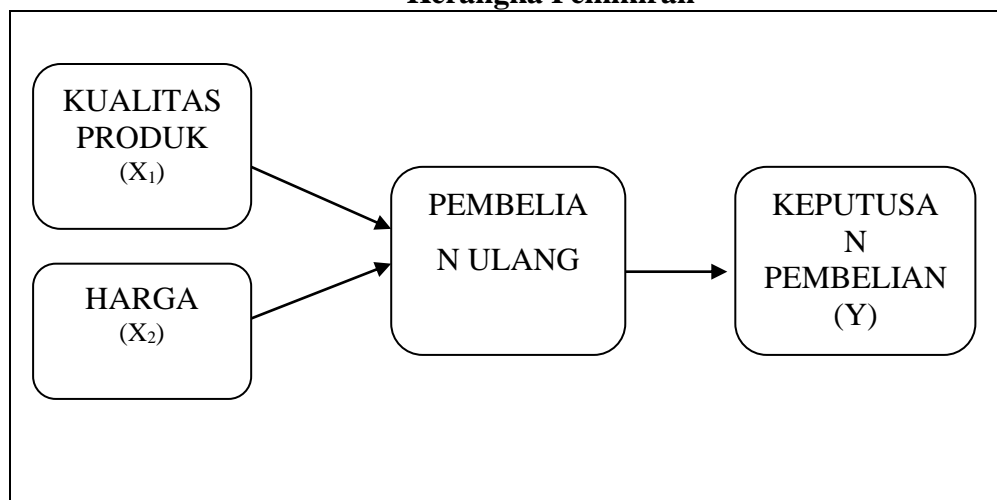 Kerangka Pemikiran
KUALITAS
PRODUK
(X₁)
HARGA
(X₂)
PEMBELIA
N ULANG
KEPUTUSA
N
PEMBELIAN
(Y)